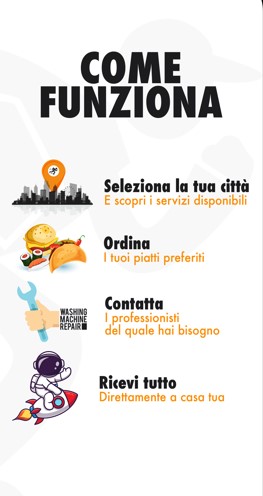 COME
FUNZIONA
Seleziona la tua città
E scopri i servizi disponibili
Ordina
I tuoi piatti preferiti
WASHING
MACHINE
REPAIR
Contatta
I professionisti
del quale hai bisogno
Ricevi tutto
Direttamente a casa tua